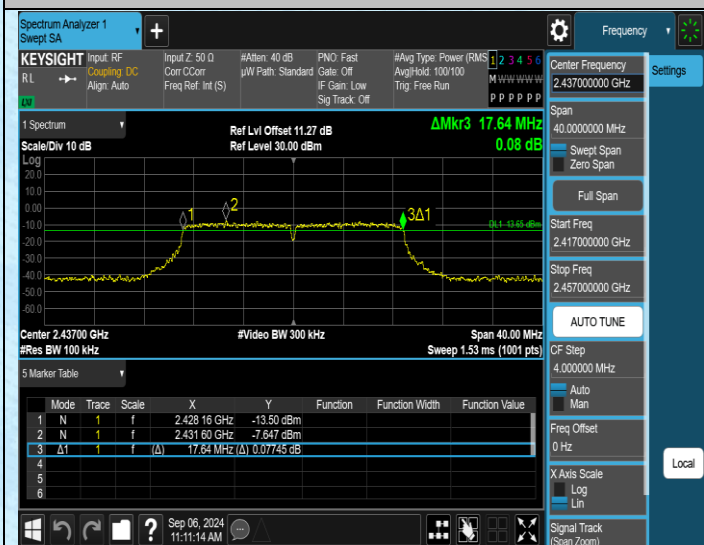 Spectrum Analyzer 1
Swept SA
Frequency
KEYSIGHT
RL
LXI
Input: RF
Coupling: DC
Align: Auto
Input Z: 50 Ω
Corr CCorr
Freq Ref: Int (S)
#Atten: 40 dB
µW Path: Standard
PNO: Fast
Gate: Off
IF Gain: Low
Sig Track: Off
#Avg Type: Power (RMS
Avg|Hold: 100/100
Trig: Free Run
1 2 3 4 5 6
M W W W W W
P P P P P P
1 Spectrum
Scale/Div 10 dB
Ref Lvl Offset 11.27 dB
Ref Level 30.00 dBm
ΔMkr3 17.64 MHz
0.08 dB
Log
20.0
10.0
0.00
-10.0
-20.0
-30.0
-40.0
-50.0
-60.0
1
2
3Δ1
DL1 -13.65 dBm
Center 2.43700 GHz
#Res BW 100 kHz
#Video BW 300 kHz
Span 40.00 MHz
Sweep 1.53 ms (1001 pts)
5 Marker Table
Mode Trace Scale X Y Function Function Width Function Value
1 N 1 f 2.428 16 GHz -13.50 dBm
2 N 1 f 2.431 60 GHz -7.647 dBm
3 Δ1 1 f (Δ) 17.64 MHz (Δ) 0.07745 dB
4
5
6
?
Sep 06, 2024
11:11:14 AM
Center Frequency
2.437000000 GHz
Span
40.0000000 MHz
Swept Span
Zero Span
Full Span
Start Freq
2.417000000 GHz
Stop Freq
2.457000000 GHz
AUTO TUNE
CF Step
4.000000 MHz
Auto
Man
Freq Offset
0 Hz
X Axis Scale
Log
Lin
Signal Track
(Span Zoom)
Settings
Local